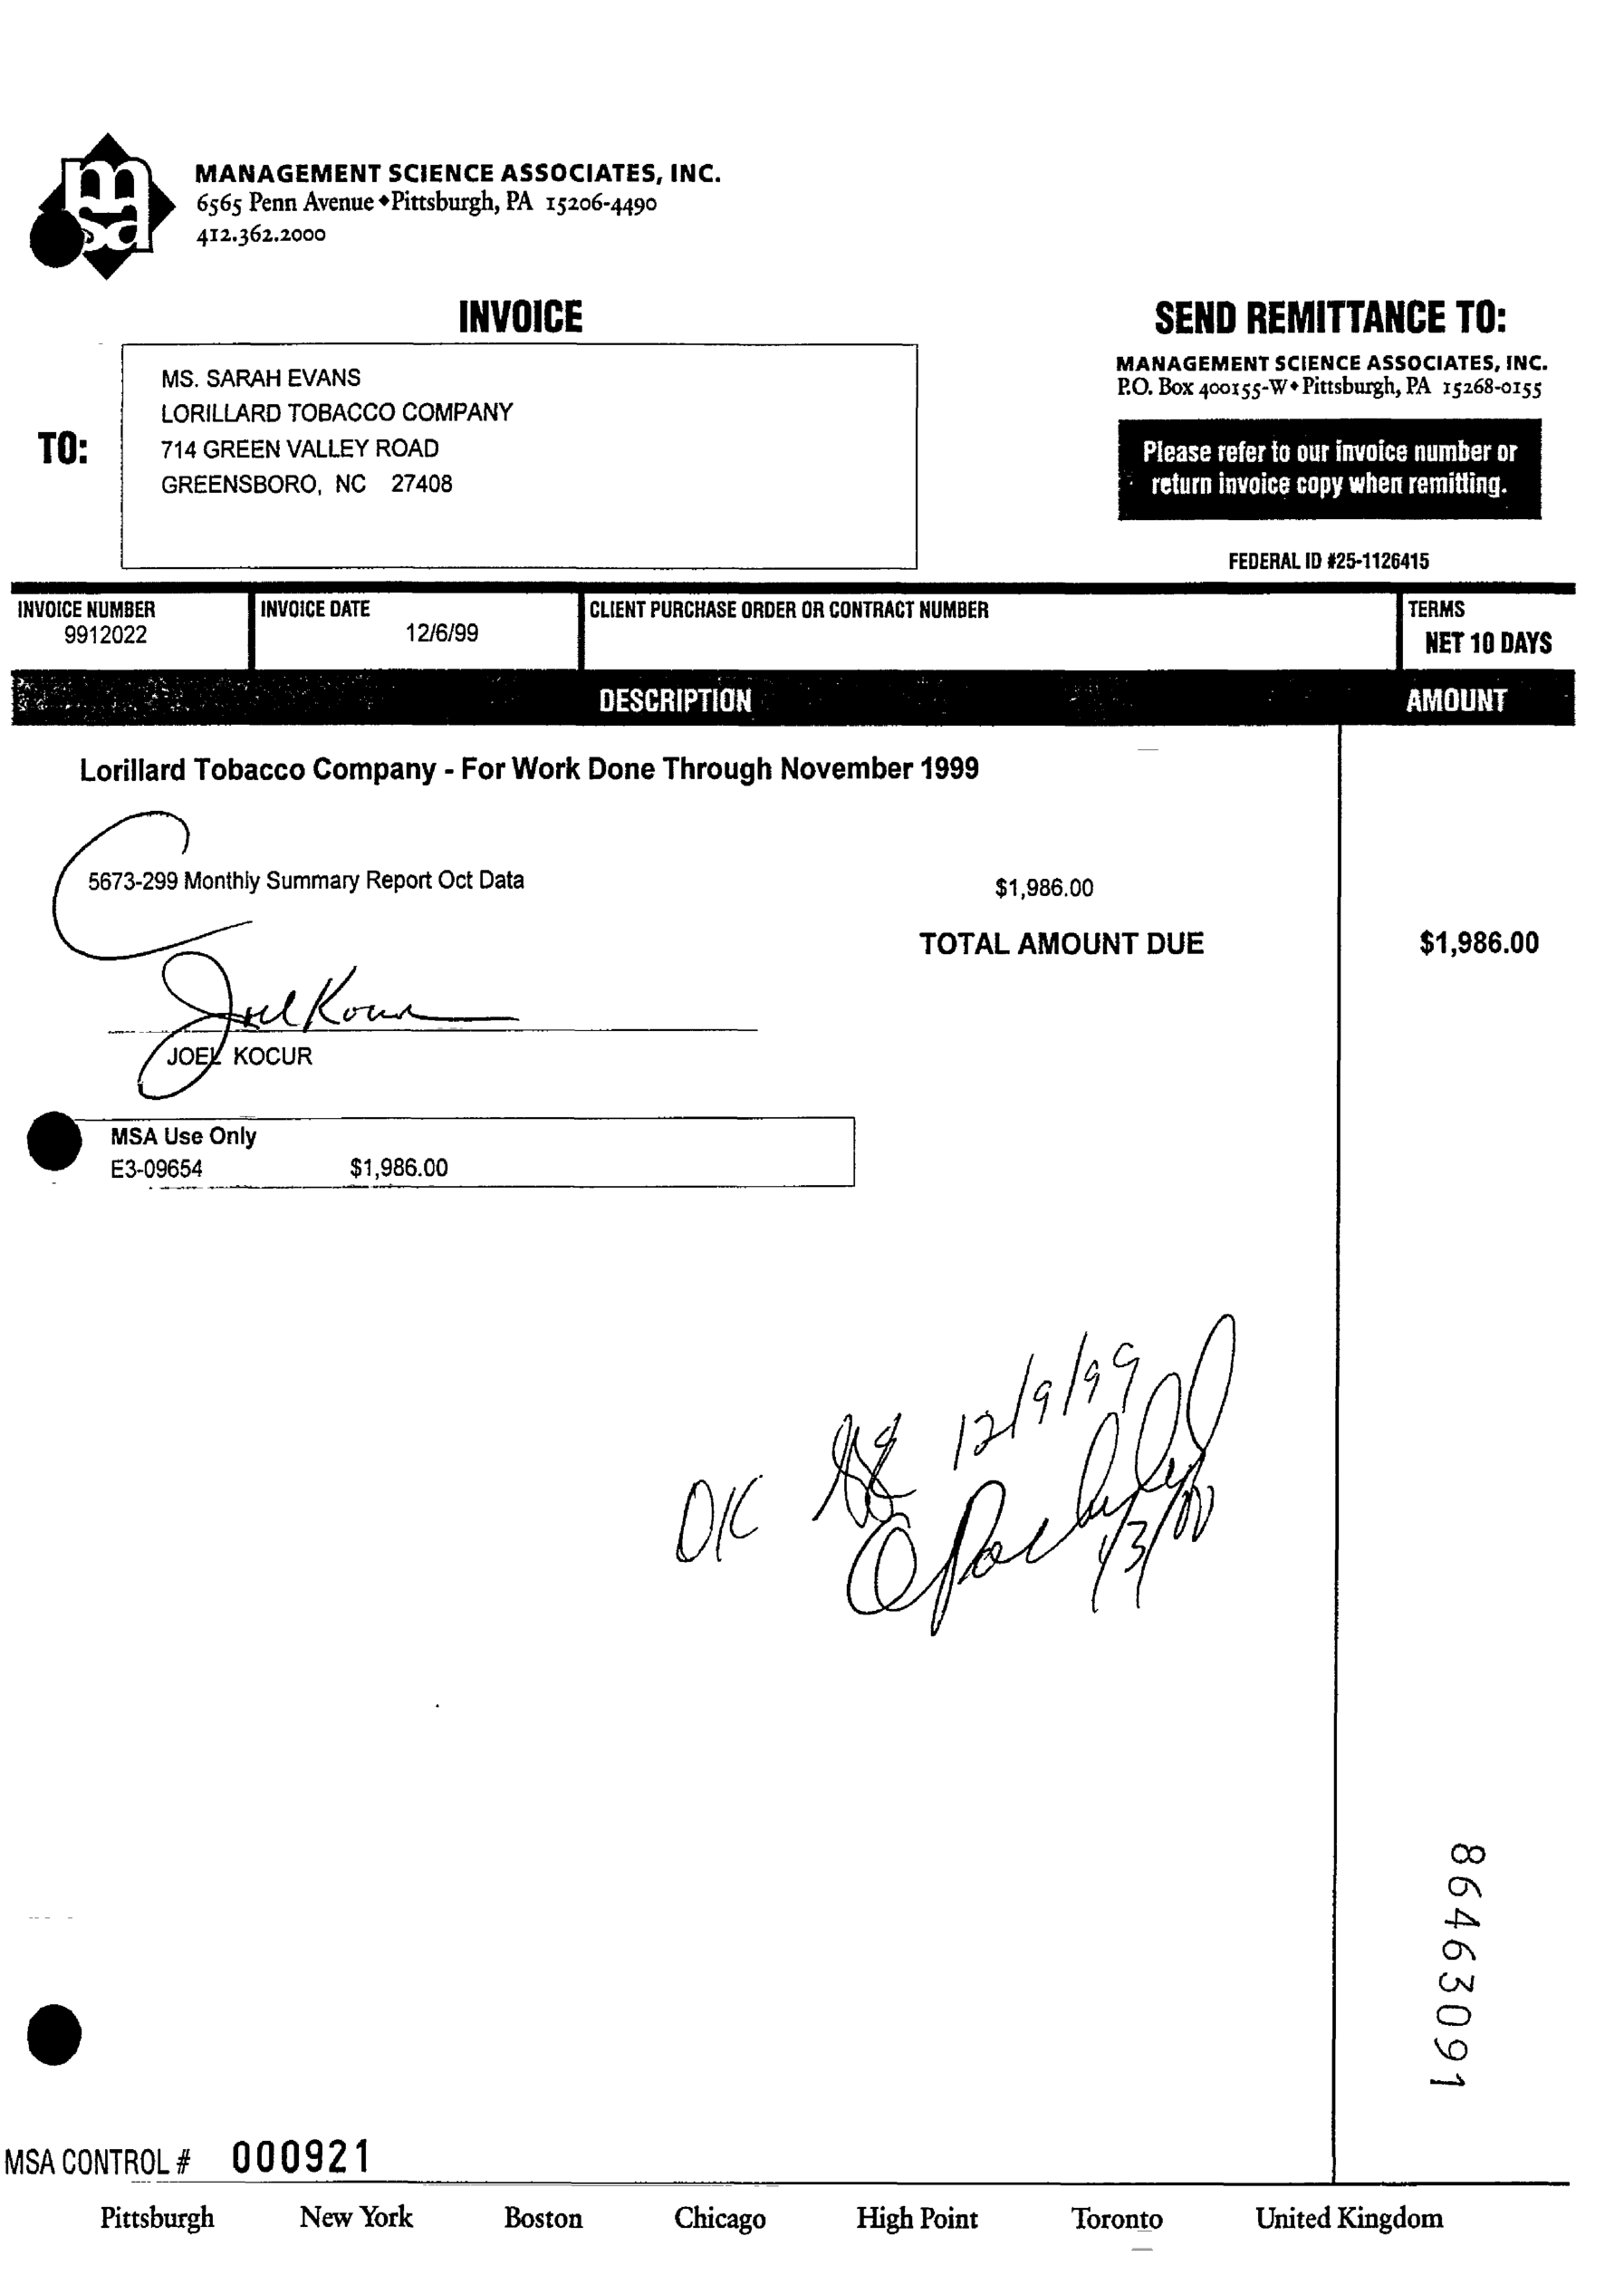 msa
MANAGEMENT SCIENCE ASSOCIATES, INC.
6565 Penn Avenue ◆ Pittsburgh, PA 15206-4490
412.362.2000
INVOICE
SEND REMITTANCE TO:
MANAGEMENT SCIENCE ASSOCIATES, INC.
P.O. Box 400155-W ◆ Pittsburgh, PA 15268-0155
TO:
MS. SARAH EVANS
LORILLARD TOBACCO COMPANY
714 GREEN VALLEY ROAD
GREENSBORO, NC 27408
Please refer to our invoice number or
return invoice copy when remitting.
FEDERAL ID #25-1126415
INVOICE NUMBER
9912022
INVOICE DATE
12/6/99
CLIENT PURCHASE ORDER OR CONTRACT NUMBER
TERMS
NET 10 DAYS
DESCRIPTION AMOUNT
Lorillard Tobacco Company - For Work Done Through November 1999
5673-299 Monthly Summary Report Oct Data $1,986.00
TOTAL AMOUNT DUE $1,986.00
Joel Kocur
JOEL KOCUR
MSA Use Only
E3-09654 $1,986.00
OK 12/9/99
1/3/00
86463091
MSA CONTROL # 000921
Pittsburgh New York Boston Chicago High Point Toronto United Kingdom